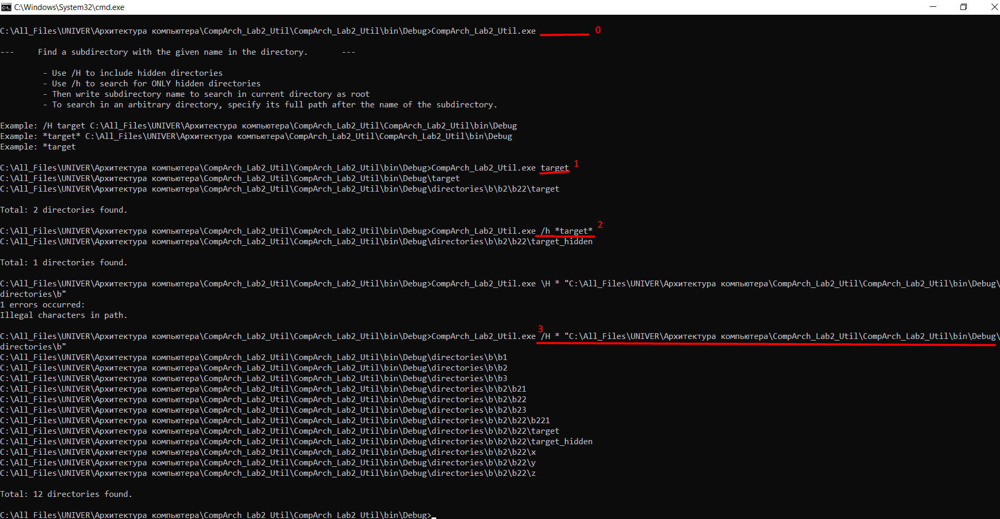 C:\Windows\System32\cmd.exe
C:\All_Files\UNIVER\Архитектура компьютера\CompArch_Lab2_Util\CompArch_Lab2_Util\bin\Debug>CompArch_Lab2_Util.exe 0
--- Find a subdirectory with the given name in the directory. ---
- Use /H to include hidden directories
- Use /h to search for ONLY hidden directories
- Then write subdirectory name to search in current directory as root
- To search in an arbitrary directory, specify its full path after the name of the subdirectory.
Example: /H target C:\All_Files\UNIVER\Архитектура компьютера\CompArch_Lab2_Util\CompArch_Lab2_Util\bin\Debug
Example: *target* C:\All_Files\UNIVER\Архитектура компьютера\CompArch_Lab2_Util\CompArch_Lab2_Util\bin\Debug
Example: *target
C:\All_Files\UNIVER\Архитектура компьютера\CompArch_Lab2_Util\CompArch_Lab2_Util\bin\Debug>CompArch_Lab2_Util.exe target 1
C:\All_Files\UNIVER\Архитектура компьютера\CompArch_Lab2_Util\CompArch_Lab2_Util\bin\Debug\target
C:\All_Files\UNIVER\Архитектура компьютера\CompArch_Lab2_Util\CompArch_Lab2_Util\bin\Debug\directories\b\b2\b22\target
Total: 2 directories found.
C:\All_Files\UNIVER\Архитектура компьютера\CompArch_Lab2_Util\CompArch_Lab2_Util\bin\Debug>CompArch_Lab2_Util.exe /h *target* 2
C:\All_Files\UNIVER\Архитектура компьютера\CompArch_Lab2_Util\CompArch_Lab2_Util\bin\Debug\directories\b\b2\b22\target_hidden
Total: 1 directories found.
C:\All_Files\UNIVER\Архитектура компьютера\CompArch_Lab2_Util\CompArch_Lab2_Util\bin\Debug>CompArch_Lab2_Util.exe \H * "C:\All_Files\UNIVER\Архитектура компьютера\CompArch_Lab2_Util\CompArch_Lab2_Util\bin\Debug\
directories\b"
1 errors occurred:
Illegal characters in path.
3
C:\All_Files\UNIVER\Архитектура компьютера\CompArch_Lab2_Util\CompArch_Lab2_Util\bin\Debug>CompArch_Lab2_Util.exe /H * "C:\All_Files\UNIVER\Архитектура компьютера\CompArch_Lab2_Util\CompArch_Lab2_Util\bin\Debug\
directories\b"
C:\All_Files\UNIVER\Архитектура компьютера\CompArch_Lab2_Util\CompArch_Lab2_Util\bin\Debug\directories\b\b1
C:\All_Files\UNIVER\Архитектура компьютера\CompArch_Lab2_Util\CompArch_Lab2_Util\bin\Debug\directories\b\b2
C:\All_Files\UNIVER\Архитектура компьютера\CompArch_Lab2_Util\CompArch_Lab2_Util\bin\Debug\directories\b\b3
C:\All_Files\UNIVER\Архитектура компьютера\CompArch_Lab2_Util\CompArch_Lab2_Util\bin\Debug\directories\b\b2\b21
C:\All_Files\UNIVER\Архитектура компьютера\CompArch_Lab2_Util\CompArch_Lab2_Util\bin\Debug\directories\b\b2\b22
C:\All_Files\UNIVER\Архитектура компьютера\CompArch_Lab2_Util\CompArch_Lab2_Util\bin\Debug\directories\b\b2\b23
C:\All_Files\UNIVER\Архитектура компьютера\CompArch_Lab2_Util\CompArch_Lab2_Util\bin\Debug\directories\b\b2\b22\b221
C:\All_Files\UNIVER\Архитектура компьютера\CompArch_Lab2_Util\CompArch_Lab2_Util\bin\Debug\directories\b\b2\b22\target
C:\All_Files\UNIVER\Архитектура компьютера\CompArch_Lab2_Util\CompArch_Lab2_Util\bin\Debug\directories\b\b2\b22\target_hidden
C:\All_Files\UNIVER\Архитектура компьютера\CompArch_Lab2_Util\CompArch_Lab2_Util\bin\Debug\directories\b\b2\b22\x
C:\All_Files\UNIVER\Архитектура компьютера\CompArch_Lab2_Util\CompArch_Lab2_Util\bin\Debug\directories\b\b2\b22\y
C:\All_Files\UNIVER\Архитектура компьютера\CompArch_Lab2_Util\CompArch_Lab2_Util\bin\Debug\directories\b\b2\b22\z
Total: 12 directories found.
C:\All_Files\UNIVER\Архитектура компьютера\CompArch_Lab2_Util\CompArch_Lab2_Util\bin\Debug>